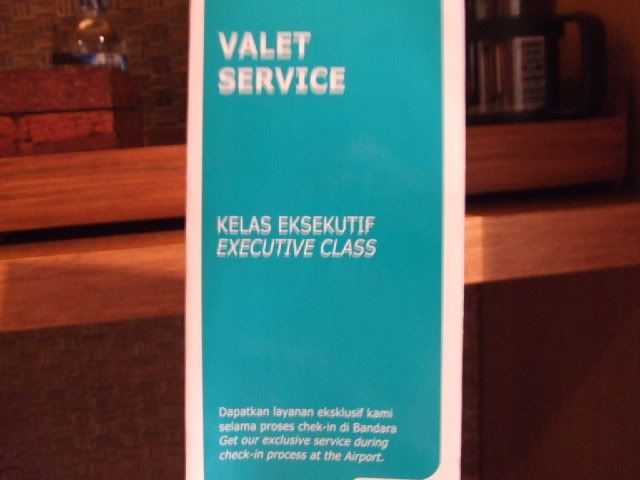 VALET
SERVICE
KELAS EKSEKUTIF
EXECUTIVE CLASS
Dapatkan layanan eksklusif kami
selama proses chek-in di Bandara
Get our exclusive service during
check-in process at the Airport.